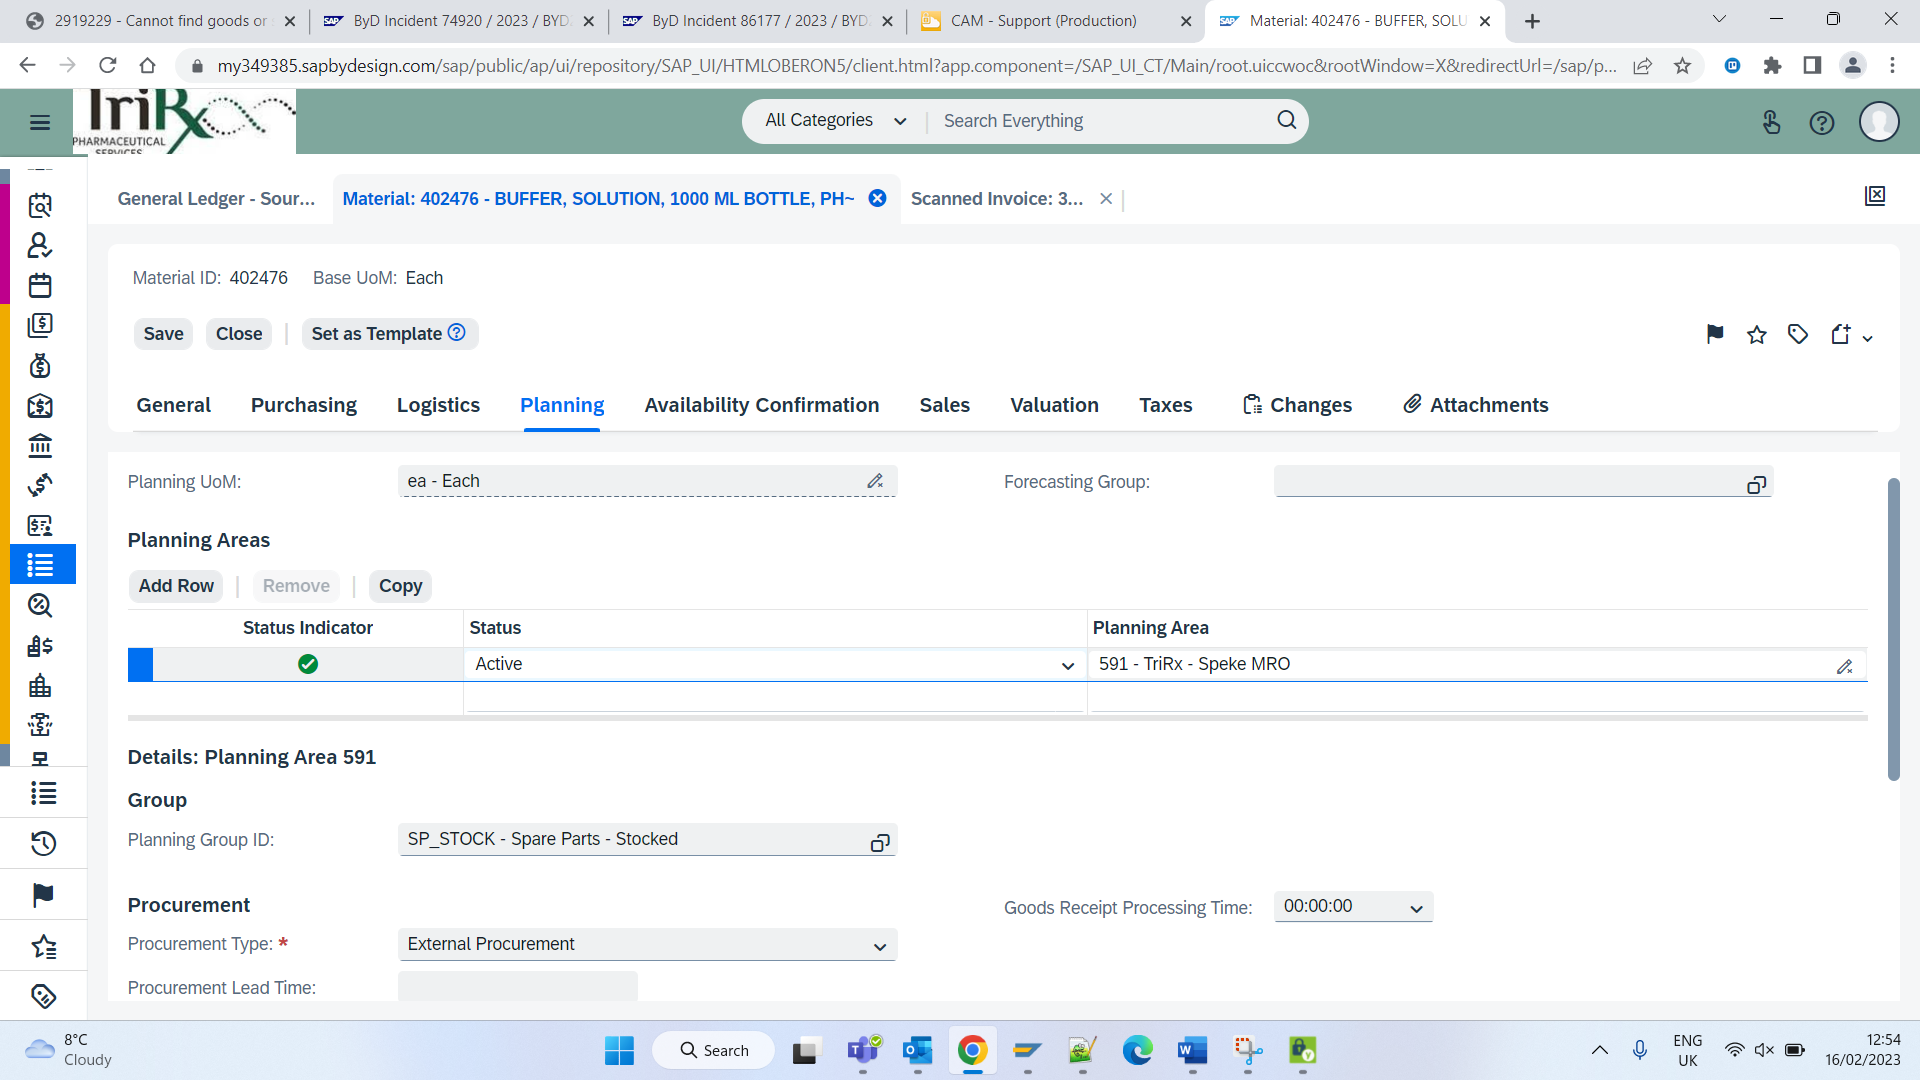 2919229 - Cannot find goods or s
ByD Incident 74920 / 2023 / BYD
ByD Incident 86177 / 2023 / BYD
CAM - Support (Production)
Material: 402476 - BUFFER, SOLU
my349385.sapbydesign.com/sap/public/ap/ui/repository/SAP_UI/HTMLOBERON5/client.html?app.component=/SAP_UI_CT/Main/root.uiccwoc&rootWindow=X&redirectUrl=/sap/p...
TriRx
PHARMACEUTICAL
SERVICES
All Categories
Search Everything
General Ledger - Sour...
Material: 402476 - BUFFER, SOLUTION, 1000 ML BOTTLE, PH~
Scanned Invoice: 3...
Material ID: 402476 Base UoM: Each
Save Close Set as Template
General Purchasing Logistics Planning Availability Confirmation Sales Valuation Taxes Changes Attachments
Planning UoM: ea - Each Forecasting Group:
Planning Areas
Add Row Remove Copy
Status Indicator Status Planning Area
Active 591 - TriRx - Speke MRO
Details: Planning Area 591
Group
Planning Group ID: SP_STOCK - Spare Parts - Stocked
Procurement
Goods Receipt Processing Time: 00:00:00
Procurement Type: * External Procurement
Procurement Lead Time:
8°C
Cloudy
Search
ENG
UK
12:54
16/02/2023